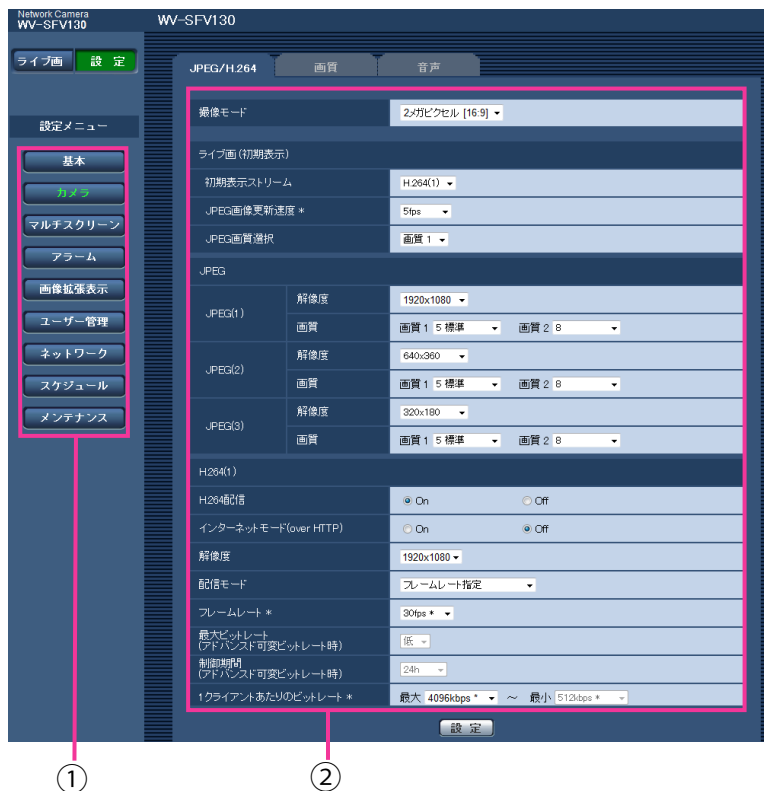 Network Camera
WV-SFV130
WV-SFV130
ライブ画 設 定
設定メニュー
基本
カメラ
マルチスクリーン
アラーム
画像拡張表示
ユーザー管理
ネットワーク
スケジュール
メンテナンス
①
JPEG/H.264 画質 音声
撮像モード 2メガピクセル [16:9]
ライブ画(初期表示)
初期表示ストリーム H.264(1)
JPEG画像更新速度 * 5fps
JPEG画質選択 画質 1
JPEG
JPEG(1) 解像度 1920x1080
画質 画質 1 5 標準 画質 2 8
JPEG(2) 解像度 640x360
画質 画質 1 5 標準 画質 2 8
JPEG(3) 解像度 320x180
画質 画質 1 5 標準 画質 2 8
H.264(1)
H.264配信 On Off
インターネットモード(over HTTP) On Off
解像度 1920x1080
配信モード フレームレート指定
フレームレート * 30fps *
最大ビットレート
(アドバンスド可変ビットレート時) 低
制御期間
(アドバンスド可変ビットレート時) 24h
1クライアントあたりのビットレート * 最大 4096kbps * ～ 最小 512kbps *
設 定
②